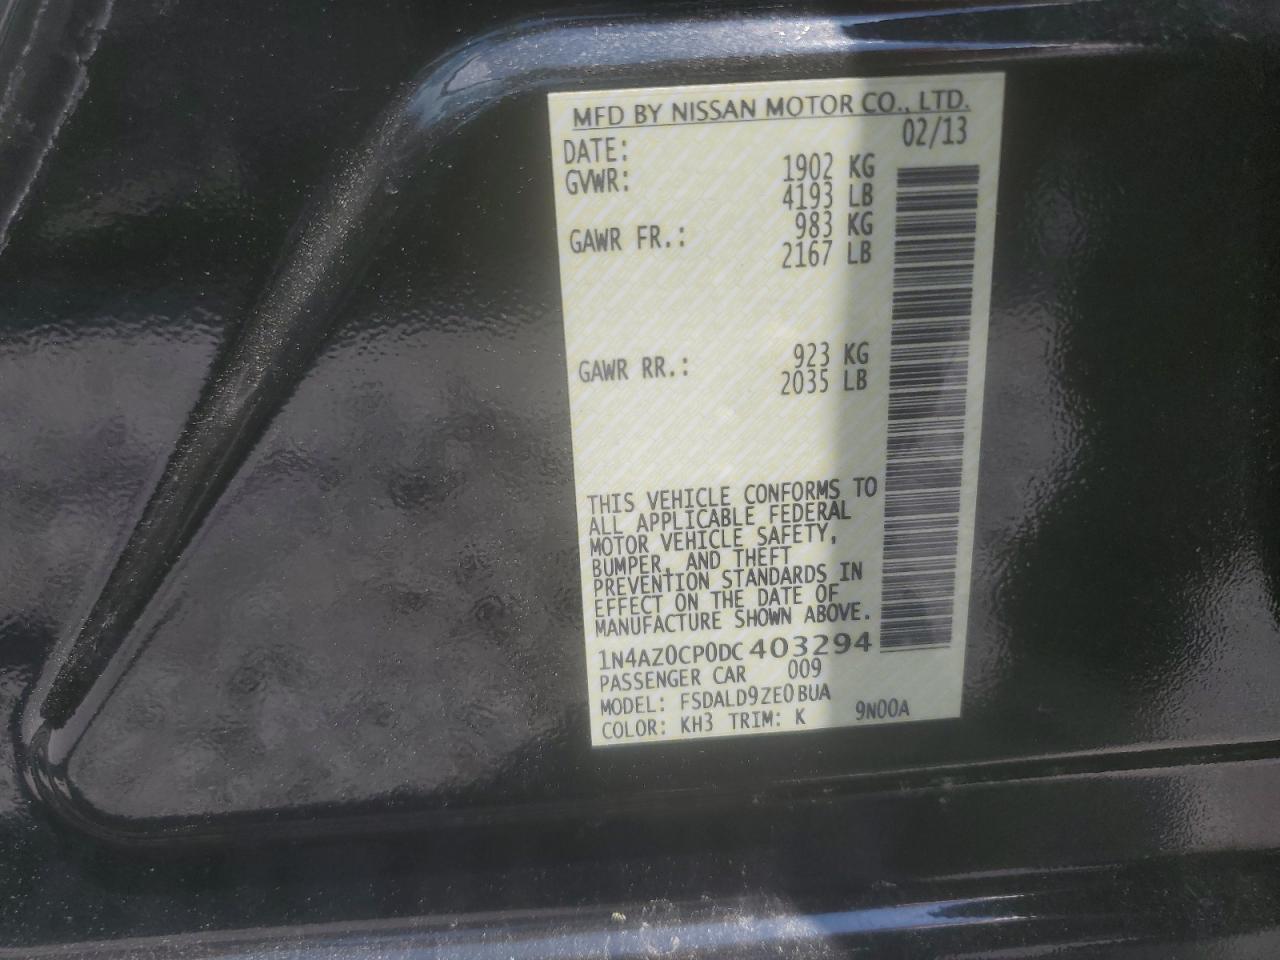 MFD BY NISSAN MOTOR CO., LTD.
DATE: 02/13
GVWR: 1902 KG
4193 LB
GAWR FR.: 983 KG
2167 LB
GAWR RR.: 923 KG
2035 LB
THIS VEHICLE CONFORMS TO
ALL APPLICABLE FEDERAL
MOTOR VEHICLE SAFETY,
BUMPER, AND THEFT
PREVENTION STANDARDS IN
EFFECT ON THE DATE OF
MANUFACTURE SHOWN ABOVE.
1N4AZ0CP0DC403294
PASSENGER CAR 009
MODEL: FSDALD9ZE0BUA
COLOR: KH3 TRIM: K 9N00A